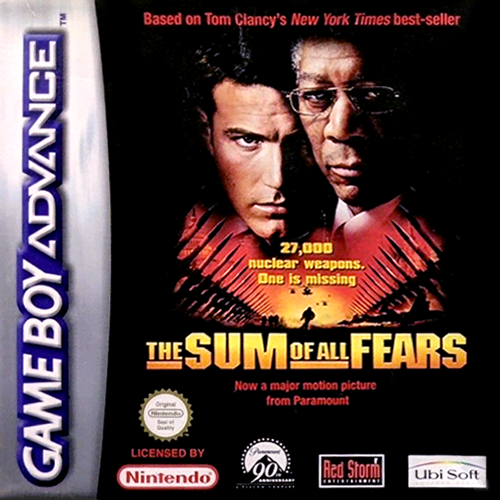 Based on Tom Clancy's New York Times best-seller
GAME BOY ADVANCE
TM
27,000
nuclear weapons.
One is missing
THE SUM OF ALL FEARS
Now a major motion picture
from Paramount
Original
Nintendo
Seal of
Quality
LICENSED BY
Nintendo
Paramount
90th
ANNIVERSARY
Red Storm
ENTERTAINMENT
Ubi Soft